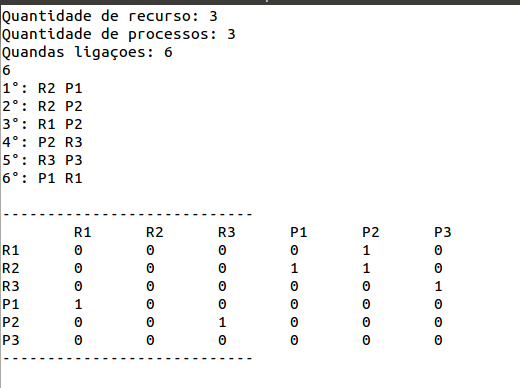 Quantidade de recurso: 3
Quantidade de processos: 3
Quandas ligaçoes: 6
6
1°: R2 P1
2°: R2 P2
3°: R1 P2
4°: P2 R3
5°: R3 P3
6°: P1 R1
----------------------------
R1 R2 R3 P1 P2 P3
R1 0 0 0 0 1 0
R2 0 0 0 1 1 0
R3 0 0 0 0 0 1
P1 1 0 0 0 0 0
P2 0 0 1 0 0 0
P3 0 0 0 0 0 0
----------------------------